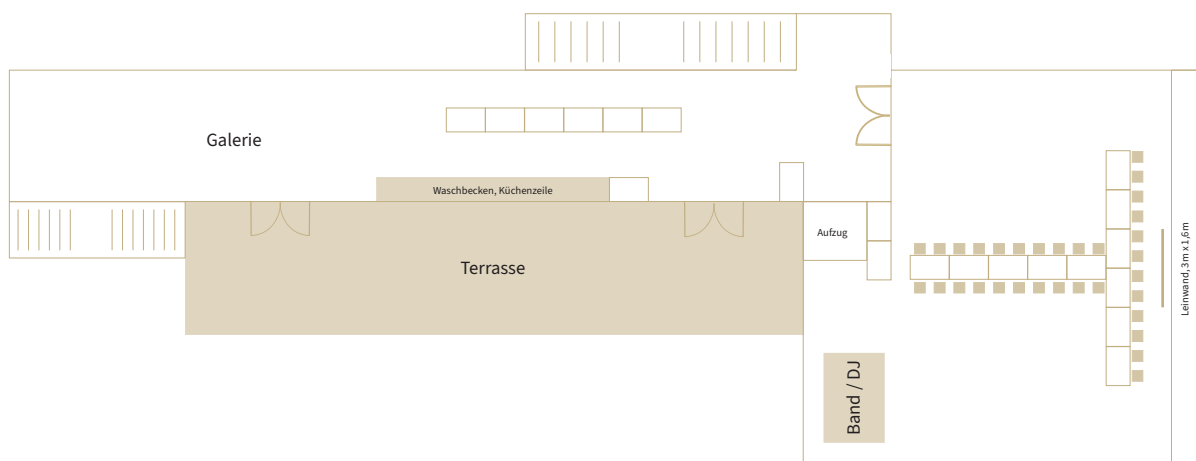 Galerie
Waschbecken, Küchenzeile
Aufzug
Terrasse
Leinwand, 3m x 1,6m
Band / DJ